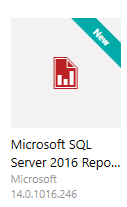 New
Microsoft SQL
Server 2016 Repo...
Microsoft
14.0.1016.246